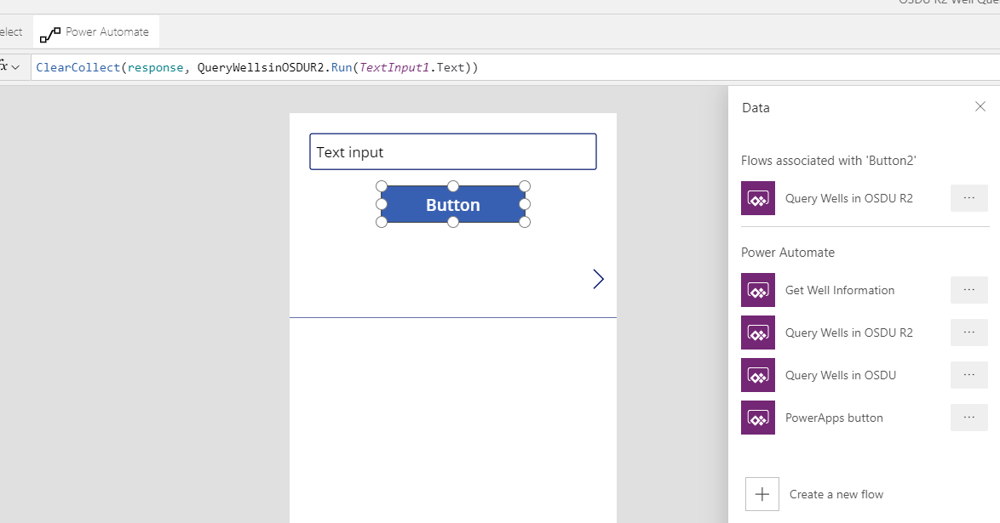 OSDU R2 Well Que
elect
Power Automate
fx
ClearCollect(response, QueryWellsinOSDUR2.Run(TextInput1.Text))
Data
Text input
Flows associated with 'Button2'
Button
Query Wells in OSDU R2
...
Power Automate
Get Well Information
...
Query Wells in OSDU R2
...
Query Wells in OSDU
...
PowerApps button
...
Create a new flow